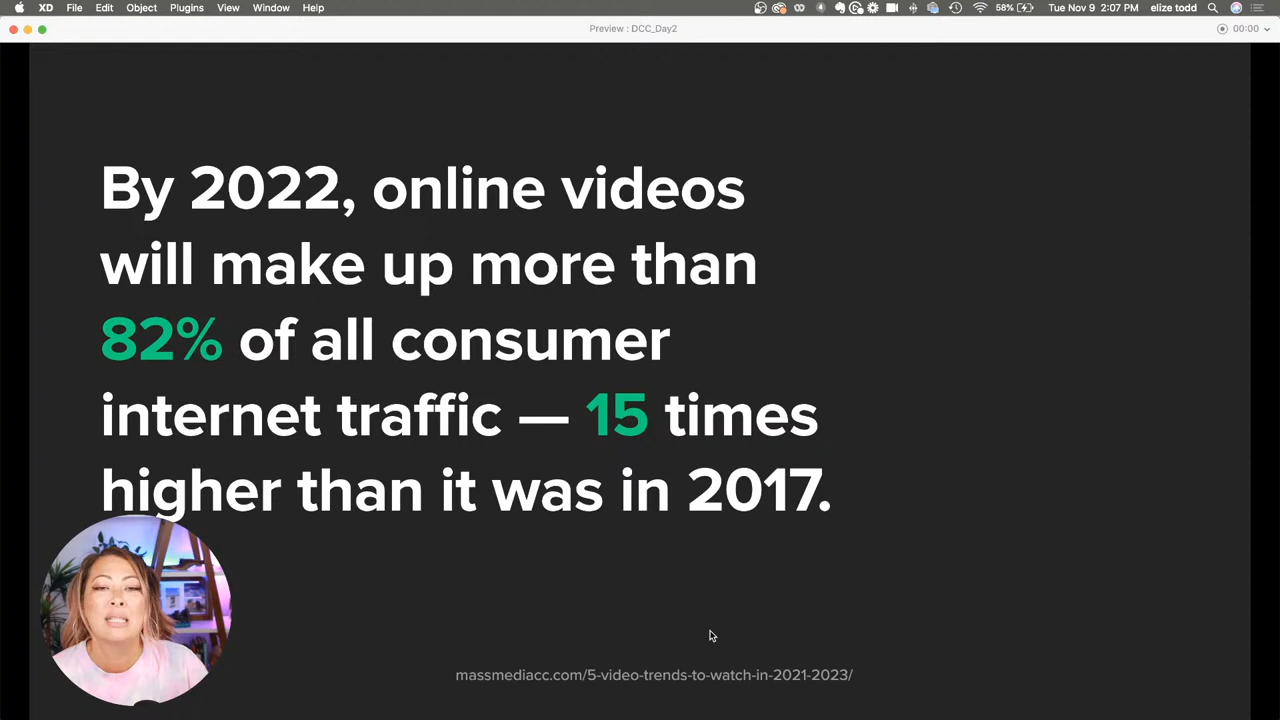 XD File Edit Object Plugins View Window Help 58% Tue Nov 9 2:07 PM elize todd
Preview : DCC_Day2 00:00
By 2022, online videos
will make up more than
82% of all consumer
internet traffic — 15 times
higher than it was in 2017.
massmediacc.com/5-video-trends-to-watch-in-2021-2023/